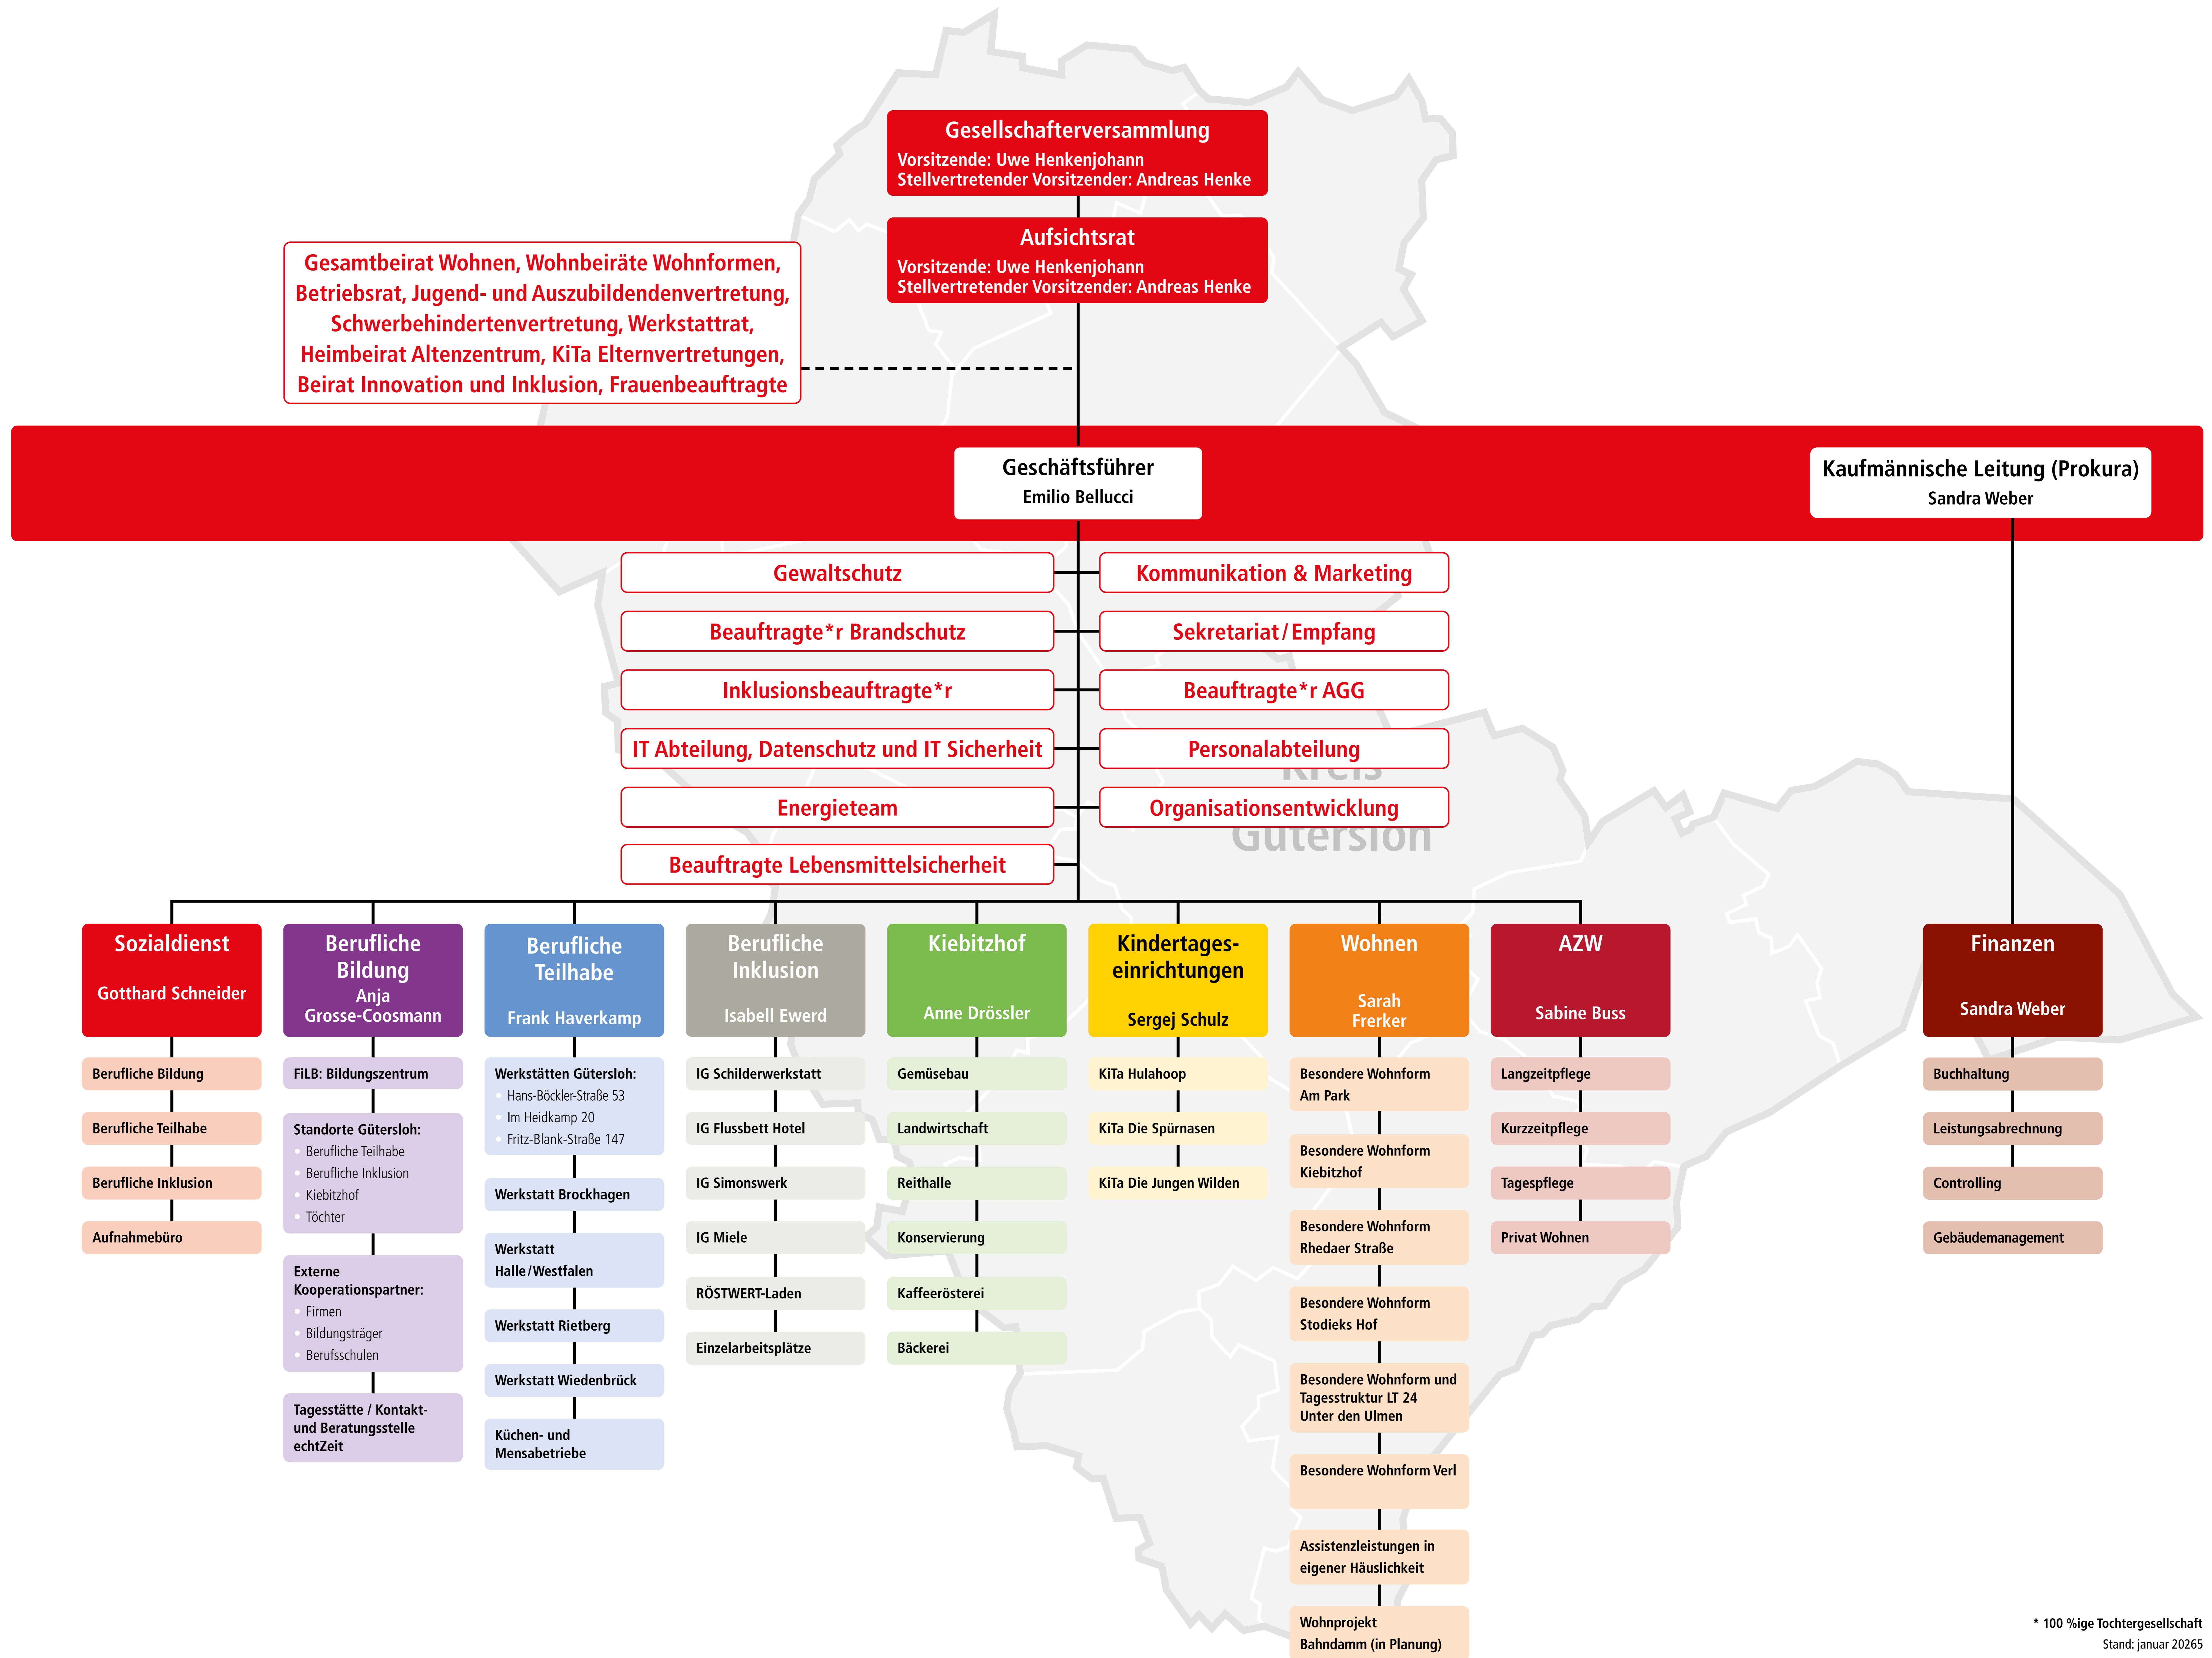 Gesellschafterversammlung
Vorsitzende: Uwe Henkenjohann
Stellvertretender Vorsitzender: Andreas Henke
Aufsichtsrat
Vorsitzende: Uwe Henkenjohann
Stellvertretender Vorsitzender: Andreas Henke
Gesamtbeirat Wohnen, Wohnbeiräte Wohnformen,
Betriebsrat, Jugend- und Auszubildendenvertretung,
Schwerbehindertenvertretung, Werkstattrat,
Heimbeirat Altenzentrum, KiTa Elternvertretungen,
Beirat Innovation und Inklusion, Frauenbeauftragte
Geschäftsführer
Emilio Bellucci
Kaufmännische Leitung (Prokura)
Sandra Weber
Gewaltschutz
Kommunikation & Marketing
Beauftragte*r Brandschutz
Sekretariat/Empfang
Inklusionsbeauftragte*r
Beauftragte*r AGG
IT Abteilung, Datenschutz und IT Sicherheit
Personalabteilung
Kreis
Energieteam
Organisationsentwicklung
Gütersloh
Beauftragte Lebensmittelsicherheit
Sozialdienst
Gotthard Schneider
Berufliche Bildung
Berufliche Teilhabe
Berufliche Inklusion
Aufnahmebüro
Berufliche
Bildung
Anja
Grosse-Coosmann
FiLB: Bildungszentrum
Standorte Gütersloh:
• Berufliche Teilhabe
• Berufliche Inklusion
• Kiebitzhof
• Töchter
Externe
Kooperationspartner:
• Firmen
• Bildungsträger
• Berufsschulen
Tagesstätte / Kontakt-
und Beratungsstelle
echtZeit
Berufliche
Teilhabe
Frank Haverkamp
Werkstätten Gütersloh:
• Hans-Böckler-Straße 53
• Im Heidkamp 20
• Fritz-Blank-Straße 147
Werkstatt Brockhagen
Werkstatt
Halle/Westfalen
Werkstatt Rietberg
Werkstatt Wiedenbrück
Küchen- und
Mensabetriebe
Berufliche
Inklusion
Isabell Ewerd
IG Schilderwerkstatt
IG Flussbett Hotel
IG Simonswerk
IG Miele
RÖSTWERT-Laden
Einzelarbeitsplätze
Kiebitzhof
Anne Drössler
Gemüsebau
Landwirtschaft
Reithalle
Konservierung
Kaffeerösterei
Bäckerei
Kindertages-
einrichtungen
Sergej Schulz
KiTa Hulahoop
KiTa Die Spürnasen
KiTa Die Jungen Wilden
Wohnen
Sarah
Frerker
Besondere Wohnform
Am Park
Besondere Wohnform
Kiebitzhof
Besondere Wohnform
Rhedaer Straße
Besondere Wohnform
Stodieks Hof
Besondere Wohnform und
Tagesstruktur LT 24
Unter den Ulmen
Besondere Wohnform Verl
Assistenzleistungen in
eigener Häuslichkeit
Wohnprojekt
Bahndamm (in Planung)
AZW
Sabine Buss
Langzeitpflege
Kurzzeitpflege
Tagespflege
Privat Wohnen
Finanzen
Sandra Weber
Buchhaltung
Leistungsabrechnung
Controlling
Gebäudemanagement
* 100 %ige Tochtergesellschaft
Stand: januar 20265